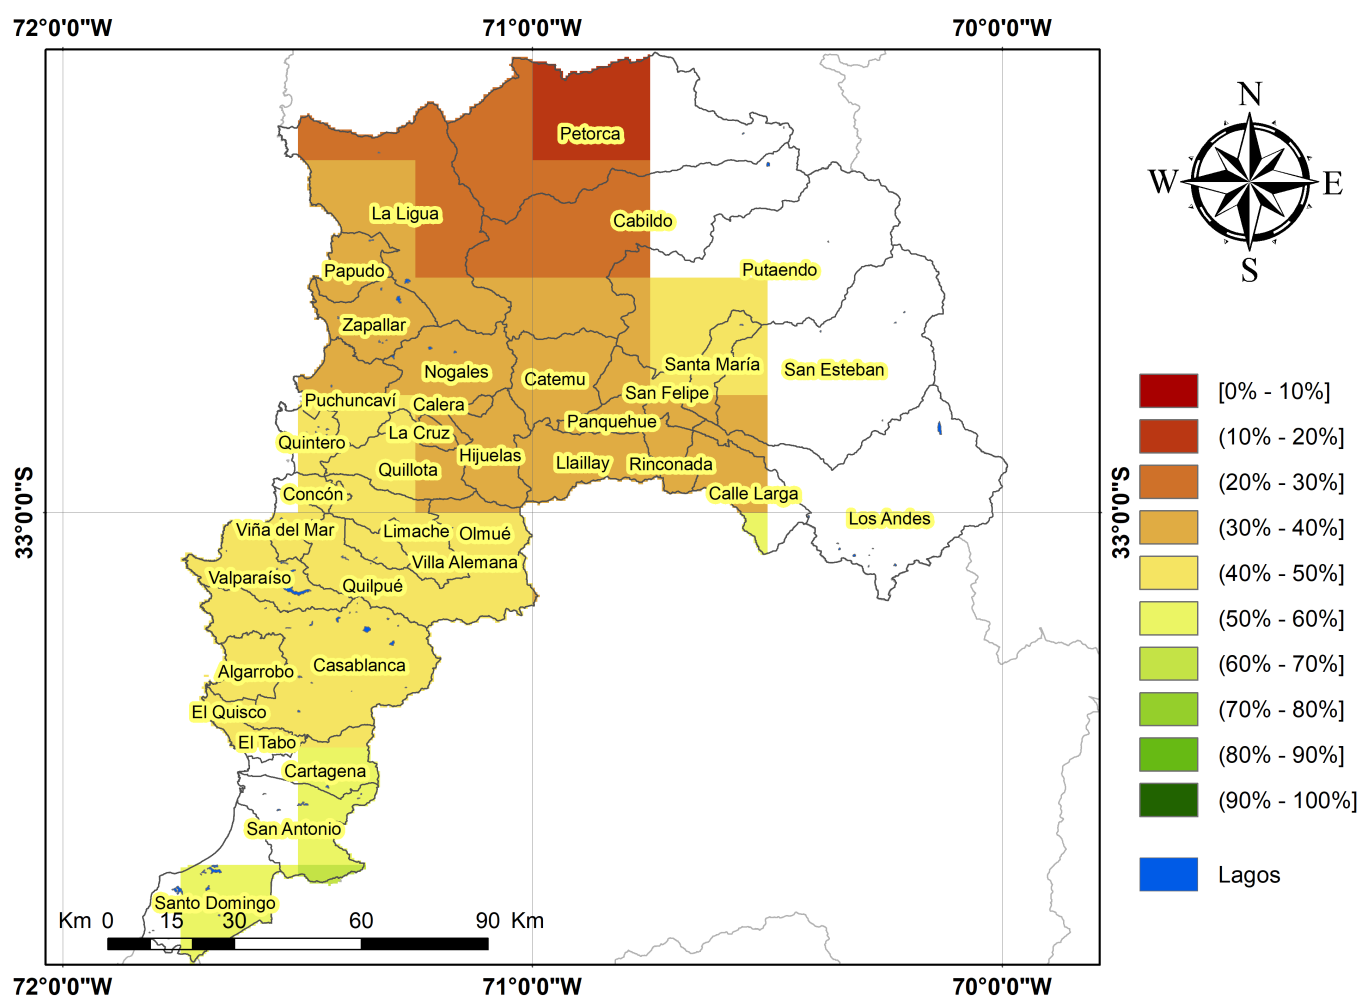 72°0'0"W 71°0'0"W 70°0'0"W
N
W E
S
Petorca
La Ligua
Cabildo
Papudo
Putaendo
Zapallar
Nogales
Catemu
Santa María
San Esteban
San Felipe
Puchuncaví
Calera
Panquehue
La Cruz
Quintero
Hijuelas
Quillota
Llaillay
Rinconada
Concón
Calle Larga
Los Andes
Viña del Mar
Limache
Olmué
Villa Alemana
Valparaíso
Quilpué
Casablanca
Algarrobo
El Quisco
El Tabo
Cartagena
San Antonio
Santo Domingo
33°0'0"S
33°0'0"S
[0% - 10%]
(10% - 20%]
(20% - 30%]
(30% - 40%]
(40% - 50%]
(50% - 60%]
(60% - 70%]
(70% - 80%]
(80% - 90%]
(90% - 100%]
Lagos
Km 0 15 30 60 90 Km
72°0'0"W 71°0'0"W 70°0'0"W